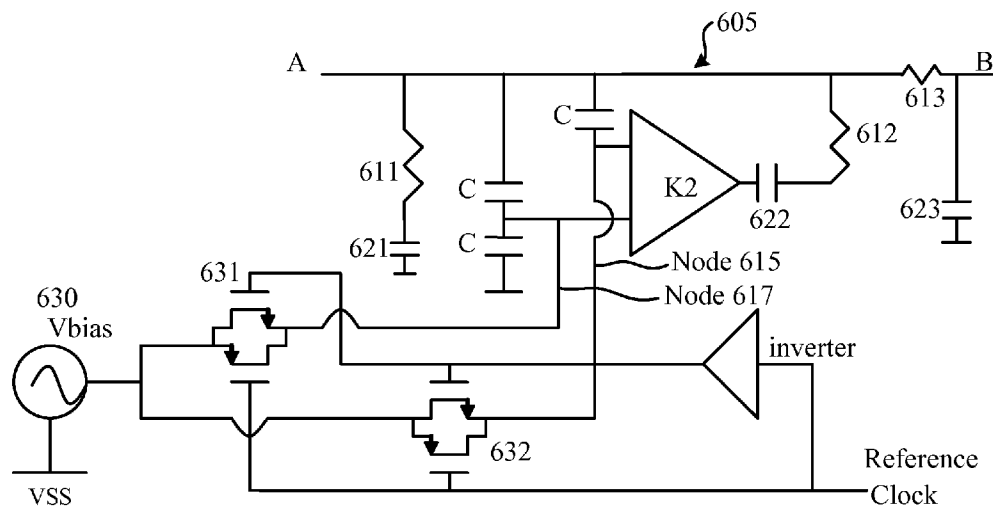 605
A
B
613
C
612
611
K2
C
622
C
623
621
Node 615
631
Node 617
630
Vbias
inverter
632
Reference
VSS
Clock